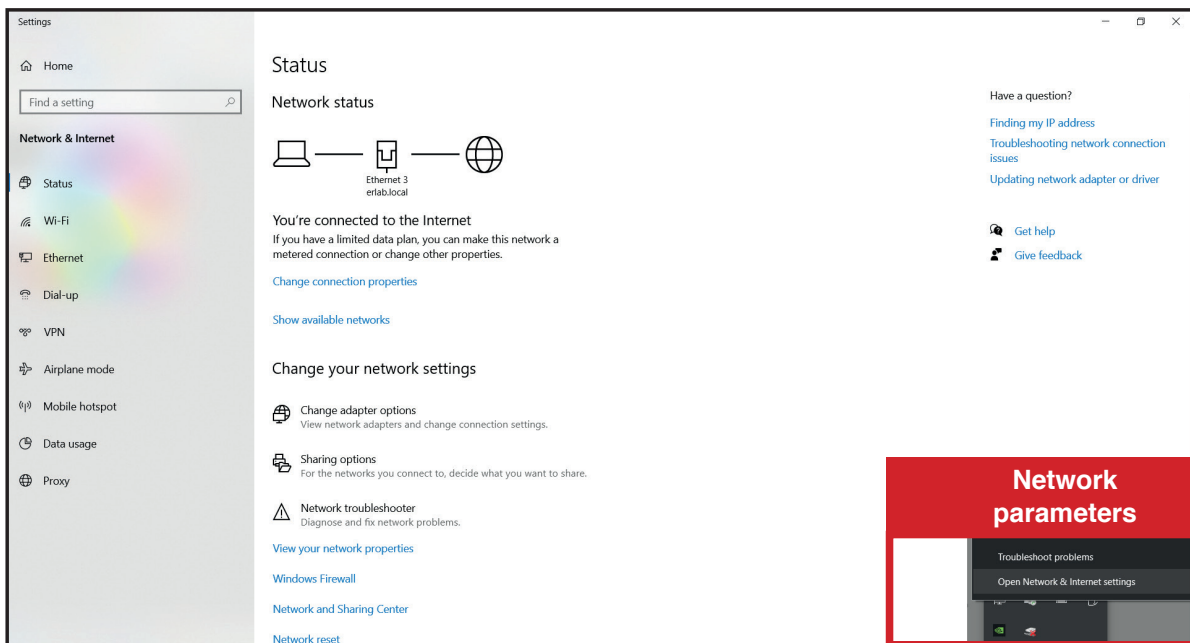 Settings
Home
Find a setting
Network & Internet
Status
Wi-Fi
Ethernet
Dial-up
VPN
Airplane mode
Mobile hotspot
Data usage
Proxy
Status
Network status
Ethernet 3
erlab.local
You're connected to the Internet
If you have a limited data plan, you can make this network a
metered connection or change other properties.
Change connection properties
Show available networks
Change your network settings
Change adapter options
View network adapters and change connection settings.
Sharing options
For the networks you connect to, decide what you want to share.
Network troubleshooter
Diagnose and fix network problems.
View your network properties
Windows Firewall
Network and Sharing Center
Network reset
Have a question?
Finding my IP address
Troubleshooting network connection
issues
Updating network adapter or driver
Get help
Give feedback
Network
parameters
Troubleshoot problems
Open Network & Internet settings